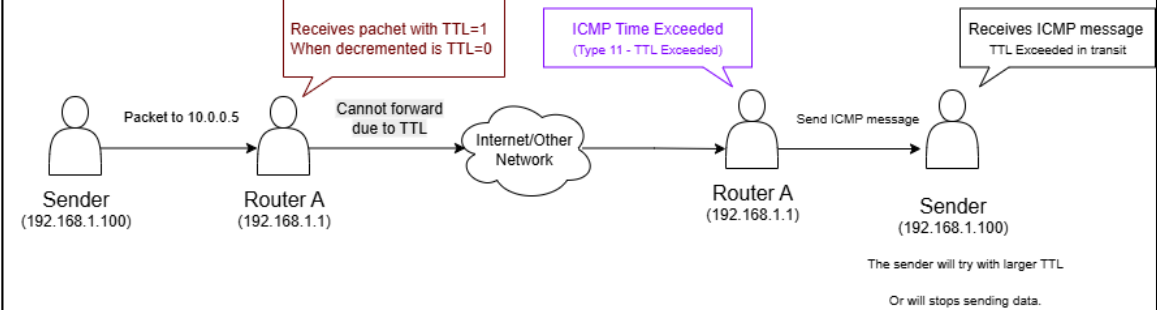 Receives pachet with TTL=1
When decremented is TTL=0
ICMP Time Exceeded
(Type 11 - TTL Exceeded)
Receives ICMP message
TTL Exceeded in transit
Packet to 10.0.0.5
Cannot forward
due to TTL
Internet/Other
Network
Send ICMP message
Sender
(192.168.1.100)
Router A
(192.168.1.1)
Router A
(192.168.1.1)
Sender
(192.168.1.100)
The sender will try with larger TTL
Or will stops sending data.